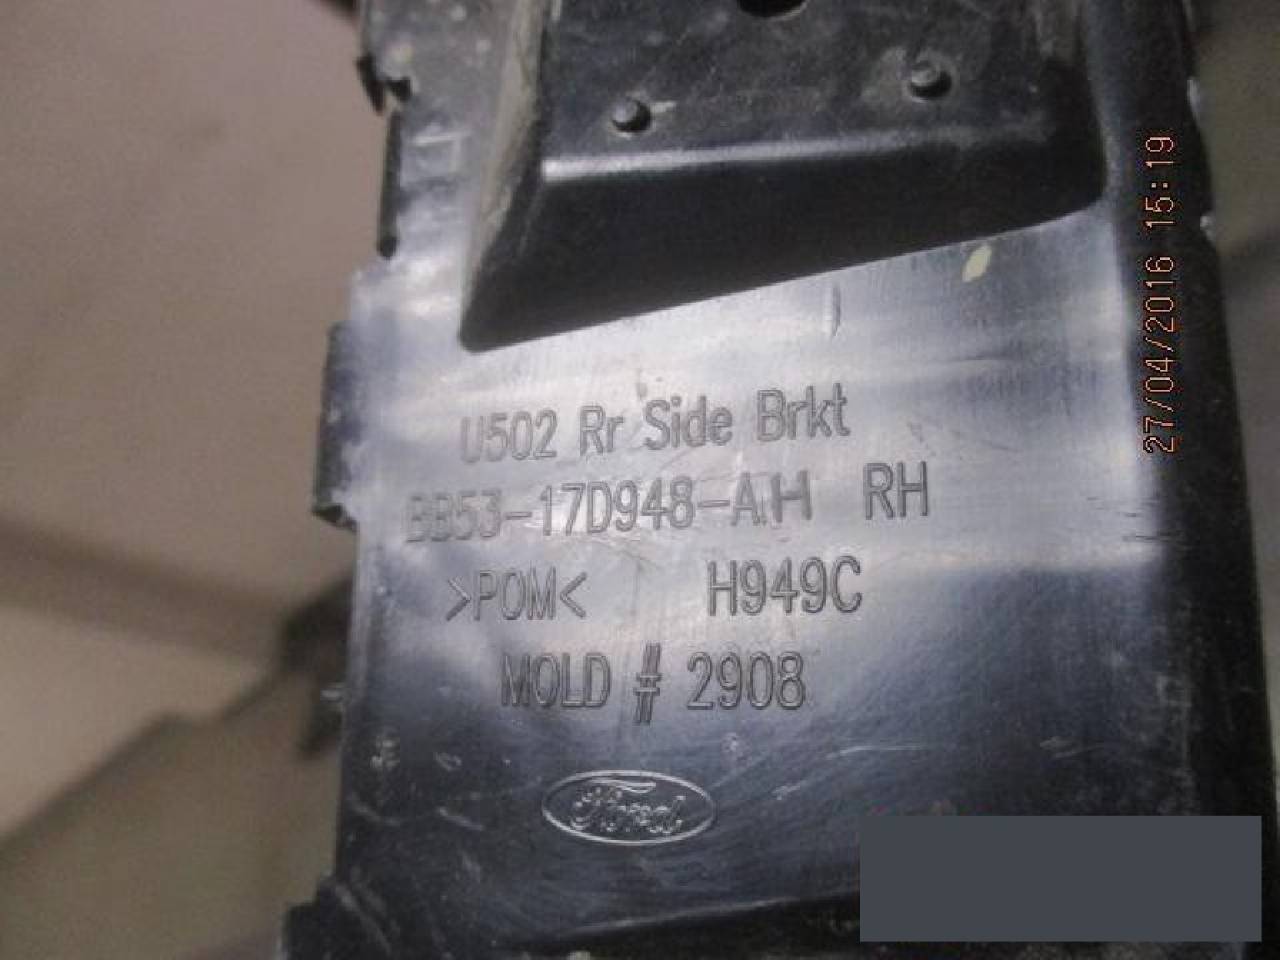 U502 Rr Side Brkt
BB53-17D948-AH RH
>POM< H949C
MOLD # 2908
Ford
27/04/2016 15:19